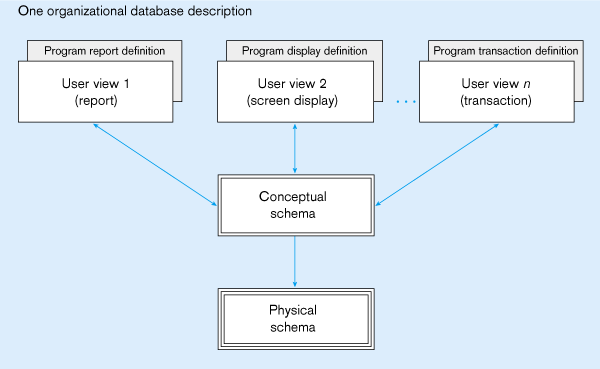 One organizational database description
Program report definition
User view 1
(report)
Program display definition
User view 2
(screen display)
...
Program transaction definition
User view n
(transaction)
Conceptual
schema
Physical
schema